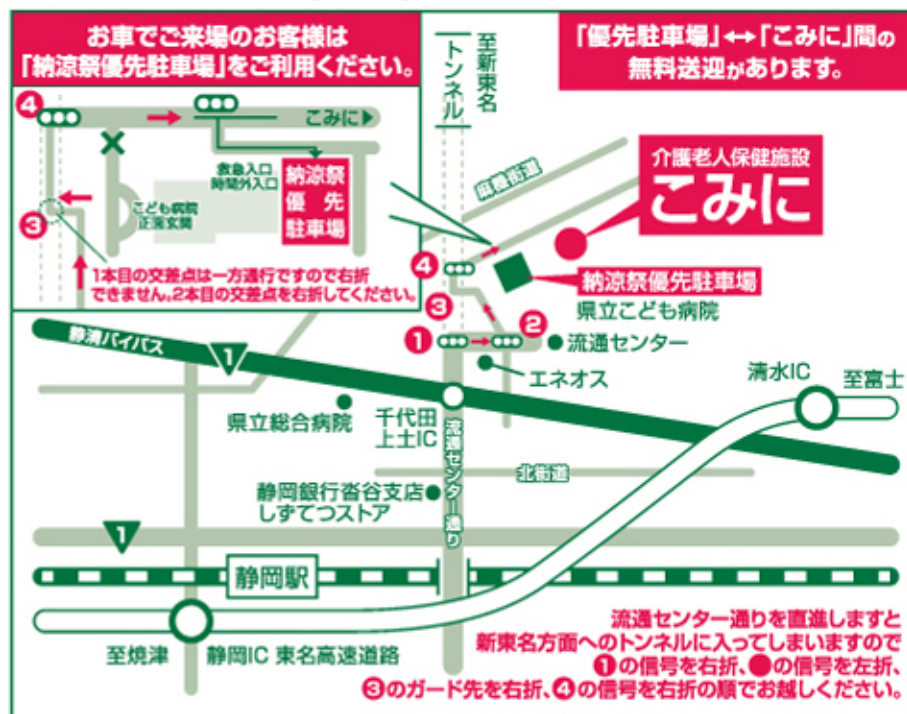 お車でご来場のお客様は
「納涼祭優先駐車場」をご利用ください。
「優先駐車場」↔「こみに」間の
無料送迎があります。
至新東名
トンネル
4
こみに▶
救急入口
時間外入口
納涼祭
優先
駐車場
こども病院
正面玄関
3
1本目の交差点は一方通行ですので右折
できません。2本目の交差点を右折してください。
麻機街道
介護老人保健施設
こみに
4
納涼祭優先駐車場
県立こども病院
3
1
2
流通センター
エネオス
静清バイパス
1
清水IC
至富士
県立総合病院
千代田
上土IC
流通センター通り
北街道
静岡銀行沓谷支店
しずてつストア
1
静岡駅
至焼津
静岡IC 東名高速道路
流通センター通りを直進しますと
新東名方面へのトンネルに入ってしまいますので
1の信号を右折、●の信号を左折、
3のガード先を右折、4の信号を右折の順でお越しください。